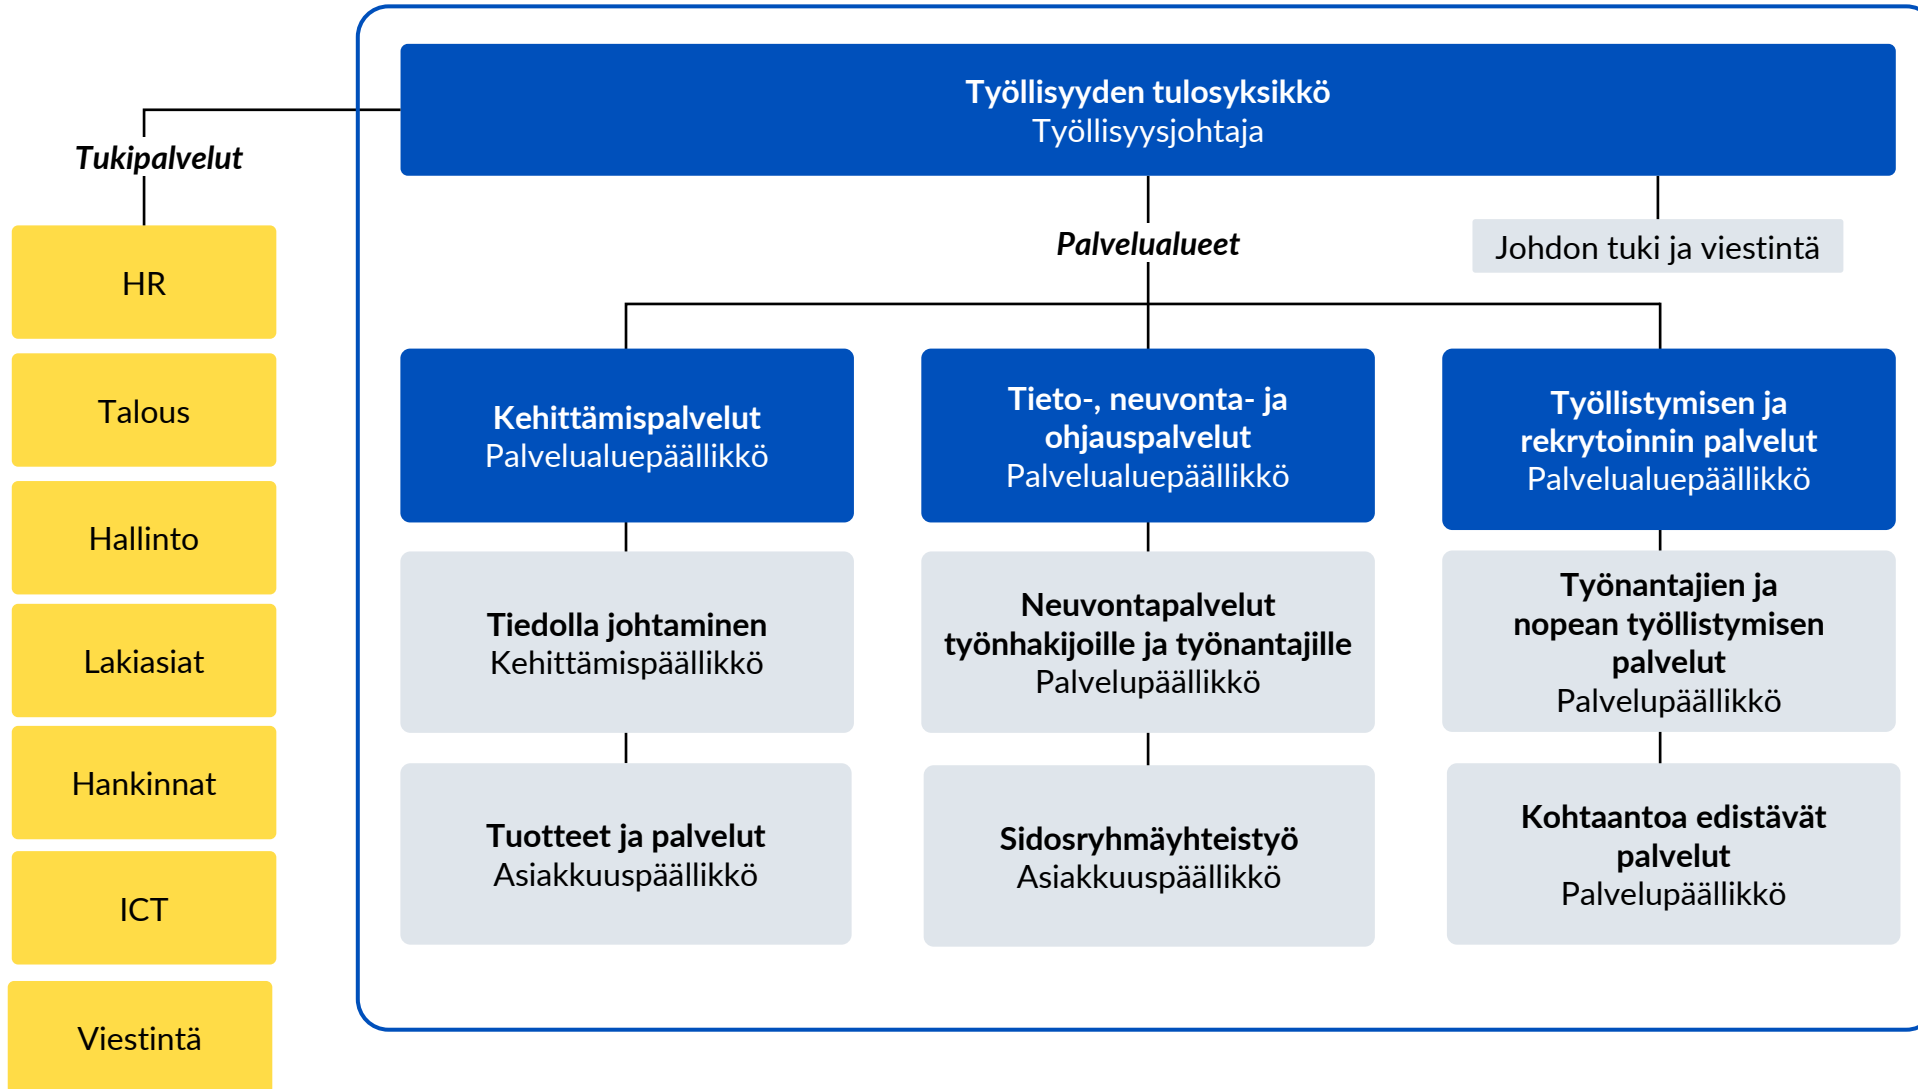 Työllisyyden tulosyksikkö
Työllisyysjohtaja
Tukipalvelut
HR
Talous
Hallinto
Lakiasiat
Hankinnat
ICT
Viestintä
Palvelualueet
Johdon tuki ja viestintä
Kehittämispalvelut
Palvelualuepäällikkö
Tiedolla johtaminen
Kehittämispäällikkö
Tuotteet ja palvelut
Asiakkuuspäällikkö
Tieto-, neuvonta- ja
ohjauspalvelut
Palvelualuepäällikkö
Neuvontapalvelut
työnhakijoille ja työnantajille
Palvelupäällikkö
Sidosryhmäyhteistyö
Asiakkuuspäällikkö
Työllistymisen ja
rekrytoinnin palvelut
Palvelualuepäällikkö
Työnantajien ja
nopean työllistymisen
palvelut
Palvelupäällikkö
Kohtaantoa edistävät
palvelut
Palvelupäällikkö